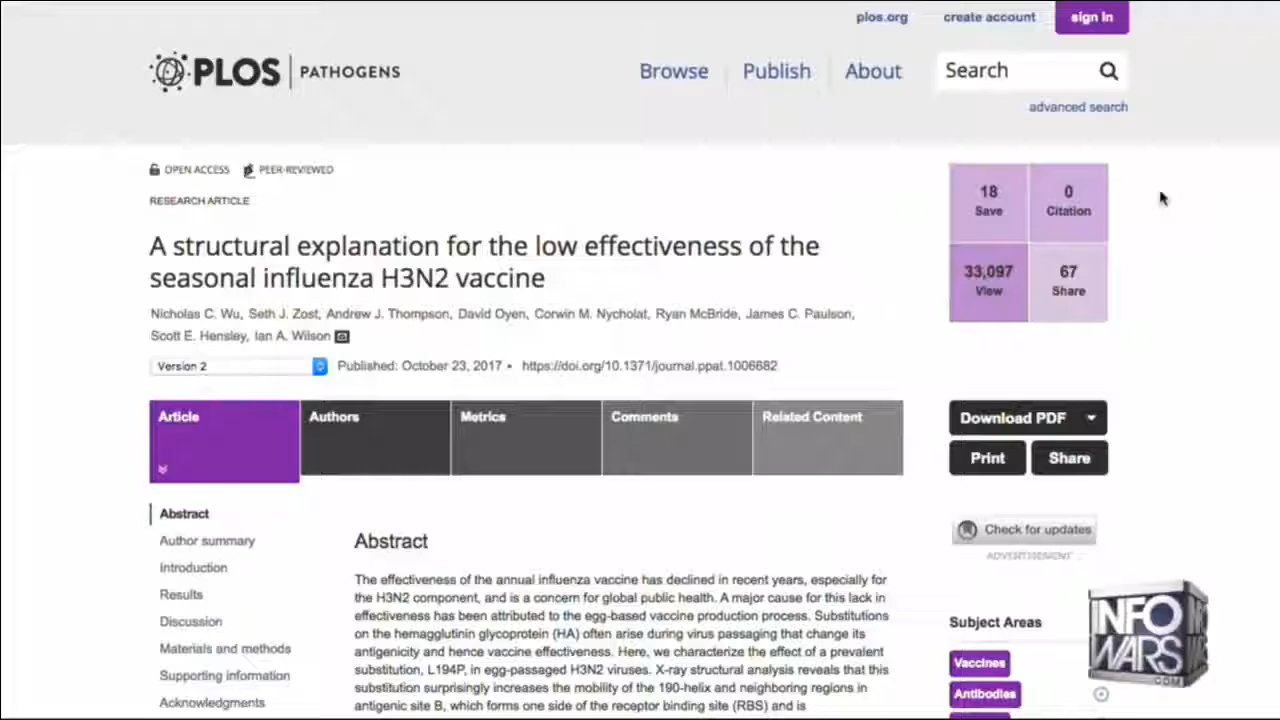 plos.org create account sign in
PLOS PATHOGENS
Browse Publish About Search
advanced search
OPEN ACCESS PEER-REVIEWED
RESEARCH ARTICLE
A structural explanation for the low effectiveness of the
seasonal influenza H3N2 vaccine
Nicholas C. Wu, Seth J. Zost, Andrew J. Thompson, David Oyen, Corwin M. Nycholat, Ryan McBride, James C. Paulson,
Scott E. Hensley, Ian A. Wilson
Version 2 Published: October 23, 2017 • https://doi.org/10.1371/journal.ppat.1006682
18 0
Save Citation
33,097 67
View Share
Article Authors Metrics Comments Related Content
Download PDF
Print Share
Abstract
Author summary
Introduction
Results
Discussion
Materials and methods
Supporting information
Acknowledgments
Abstract
The effectiveness of the annual influenza vaccine has declined in recent years, especially for
the H3N2 component, and is a concern for global public health. A major cause for this lack in
effectiveness has been attributed to the egg-based vaccine production process. Substitutions
on the hemagglutinin glycoprotein (HA) often arise during virus passaging that change its
antigenicity and hence vaccine effectiveness. Here, we characterize the effect of a prevalent
substitution, L194P, in egg-passaged H3N2 viruses. X-ray structural analysis reveals that this
substitution surprisingly increases the mobility of the 190-helix and neighboring regions in
antigenic site B, which forms one side of the receptor binding site (RBS) and is
Check for updates
ADVERTISEMENT
Subject Areas
Vaccines
Antibodies
INFO
WARS
.COM